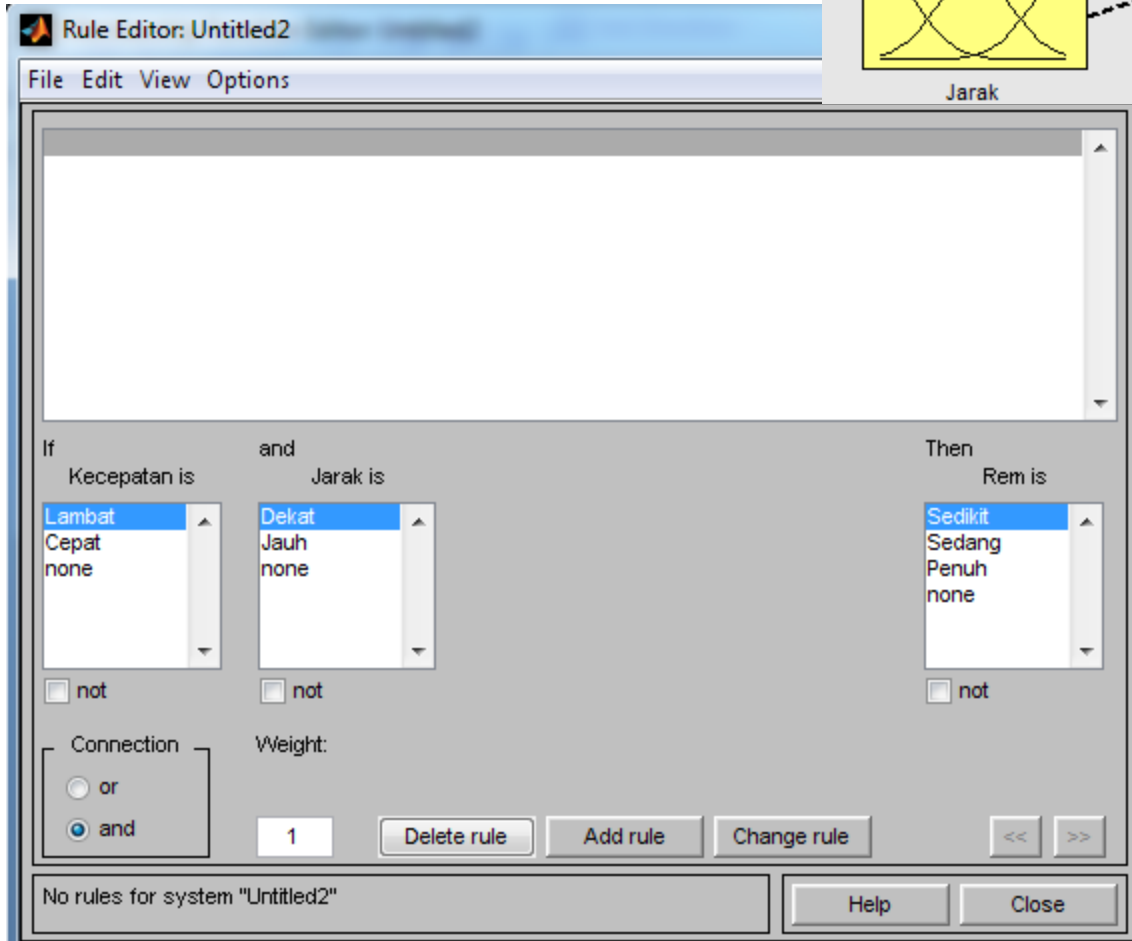 Rule Editor: Untitled2
File Edit View Options
Jarak
If and Then
Kecepatan is Jarak is Rem is
Lambat Dekat Sedikit
Cepat Jauh Sedang
none none Penuh
none
not not not
Connection Weight:
or
and 1 Delete rule Add rule Change rule << >>
No rules for system "Untitled2" Help Close